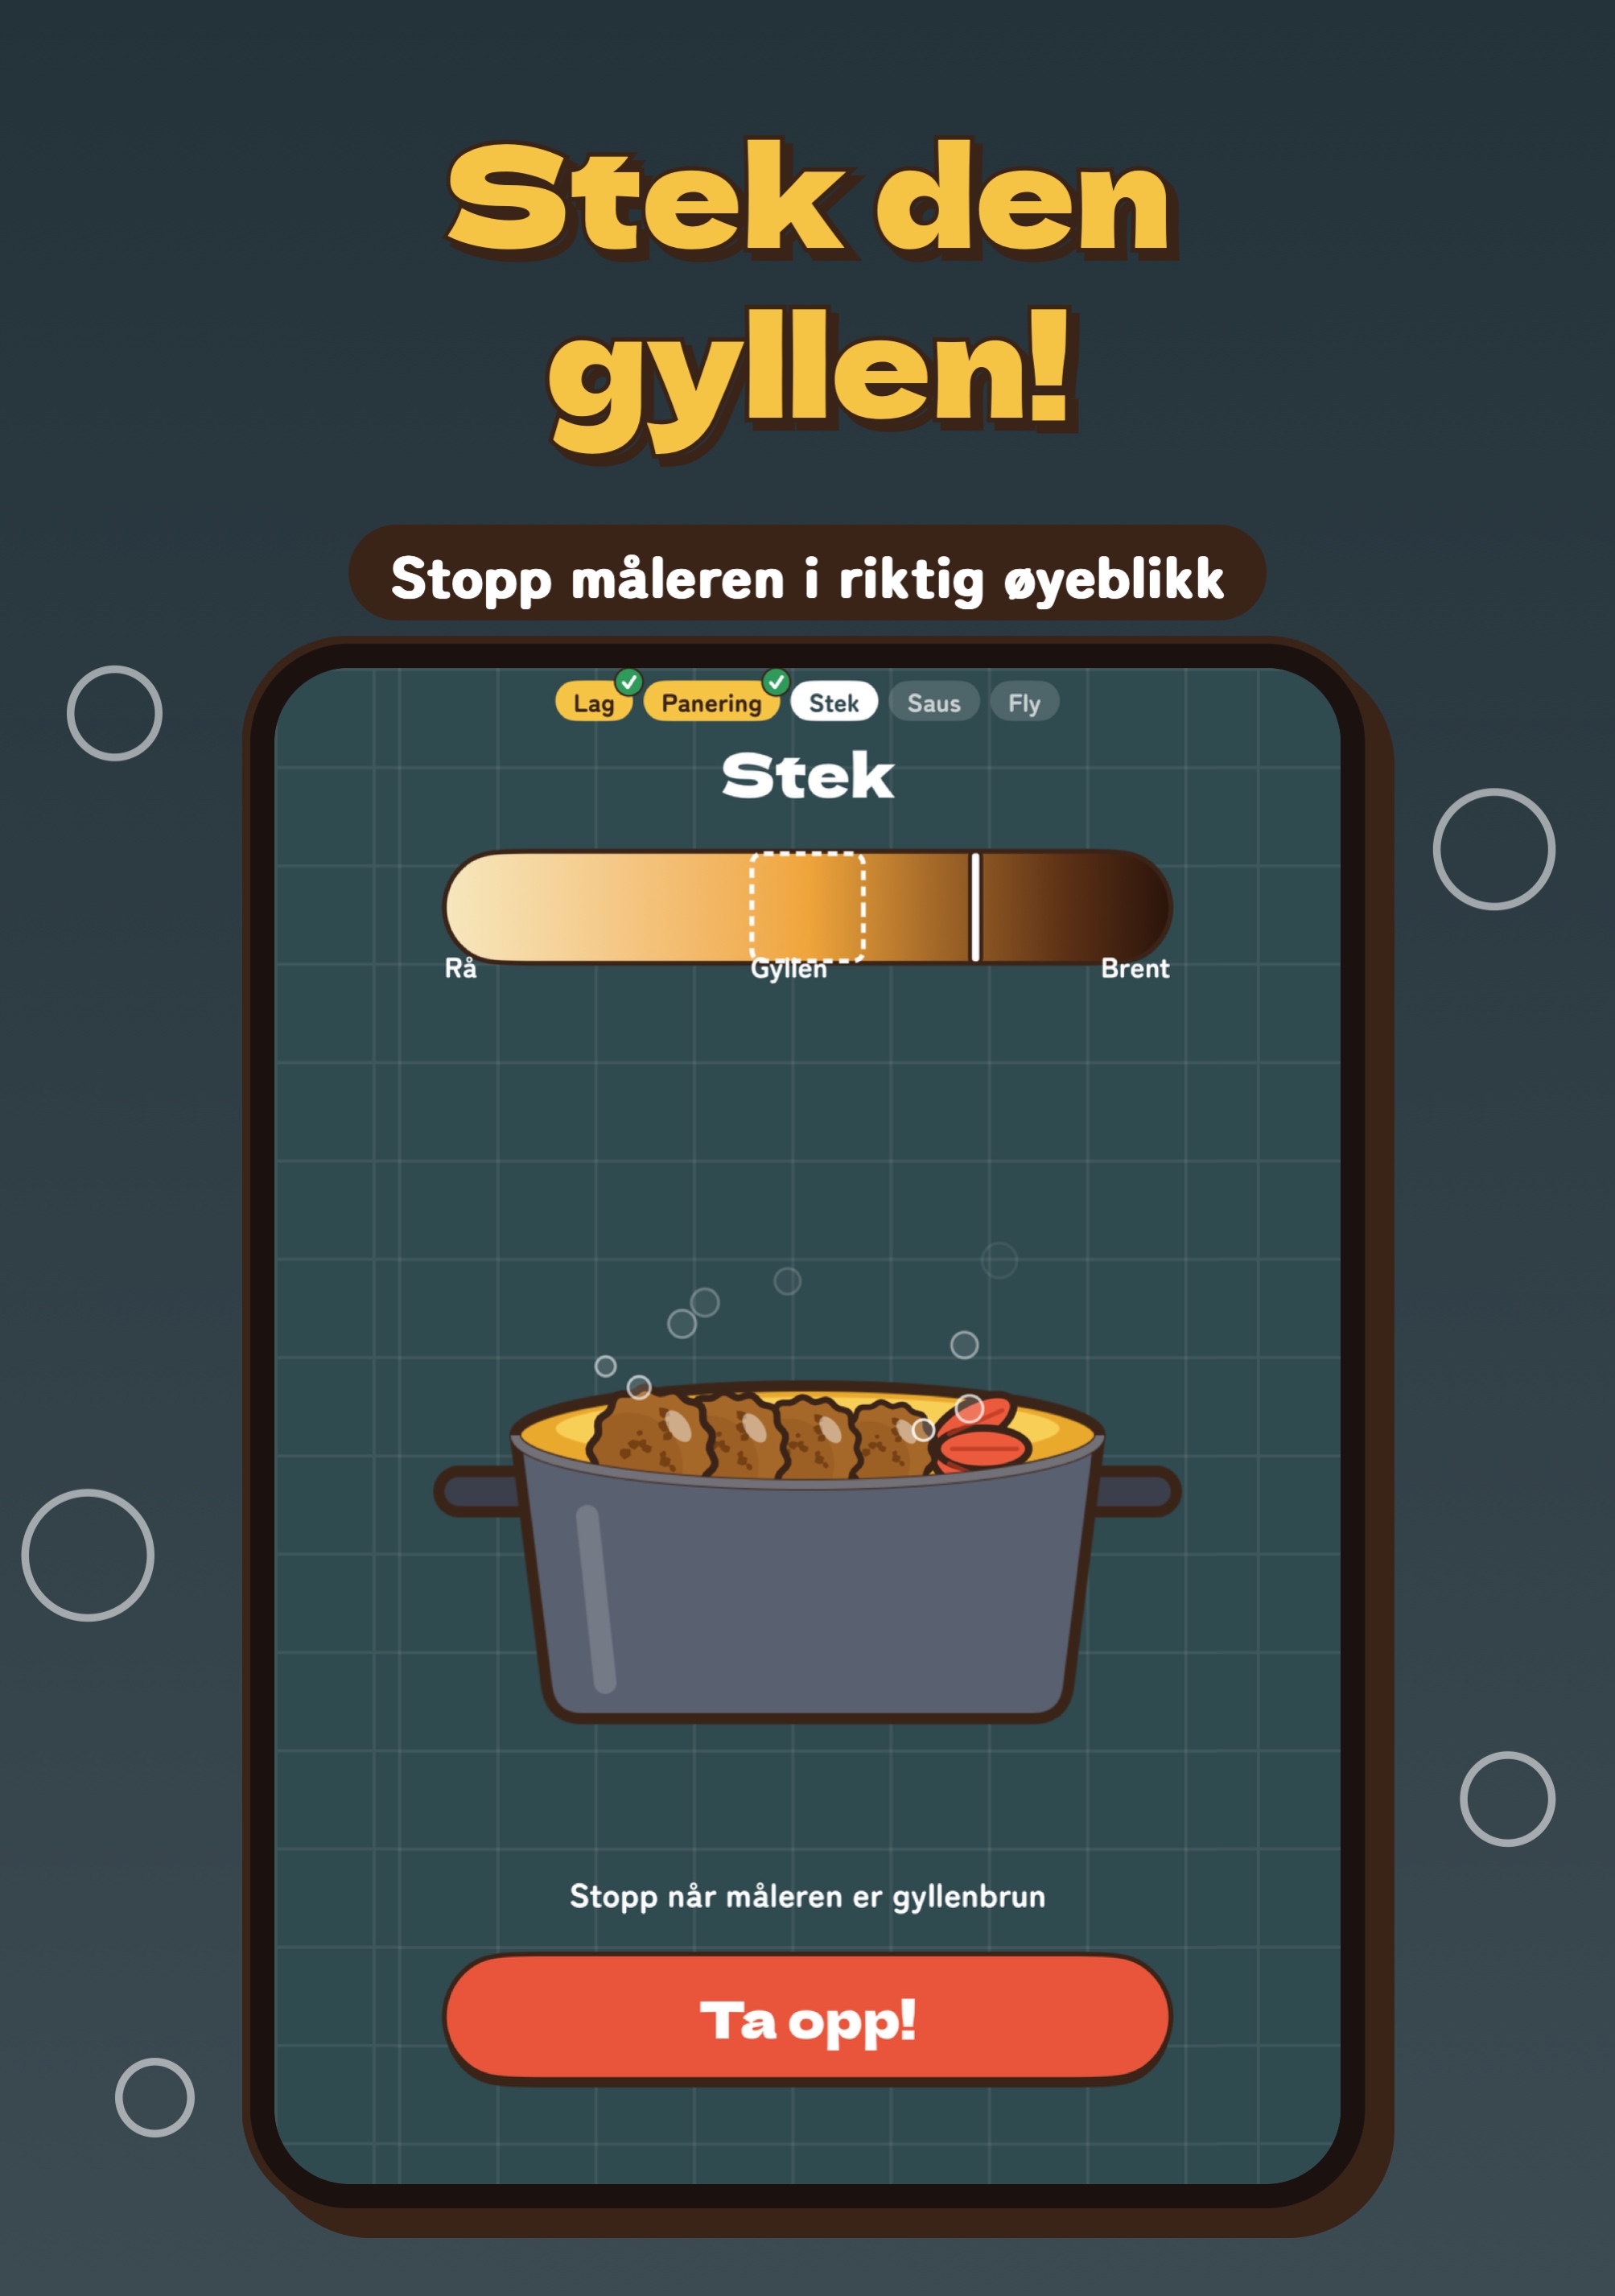 Stek den
gyllen!
Stopp måleren i riktig øyeblikk
Lag Panering Stek Saus Fly
Stek
Rå Gyllen Brent
Stopp når måleren er gyllenbrun
Ta opp!